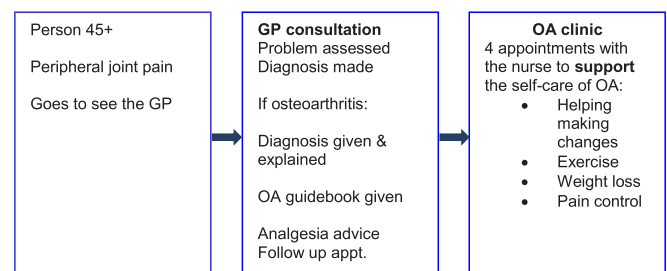 Person 45+
Peripheral joint pain
Goes to see the GP
GP consultation
Problem assessed
Diagnosis made
If osteoarthritis:
Diagnosis given &
explained
OA guidebook given
Analgesia advice
Follow up appt.
OA clinic
4 appointments with
the nurse to support
the self-care of OA:
• Helping
making
changes
• Exercise
• Weight loss
• Pain control